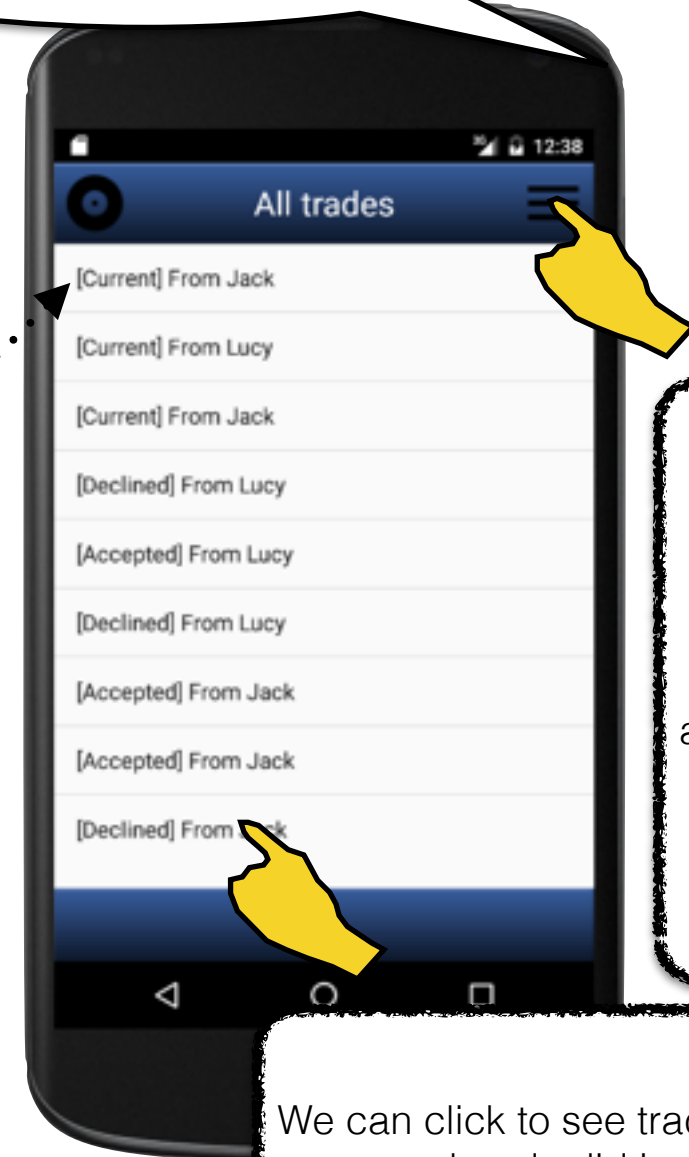 12:38
All trades
[Current] From Jack
[Current] From Lucy
[Current] From Jack
[Declined] From Lucy
[Accepted] From Lucy
[Declined] From Lucy
[Accepted] From Jack
[Accepted] From Jack
[Declined] From
a
We can click to see